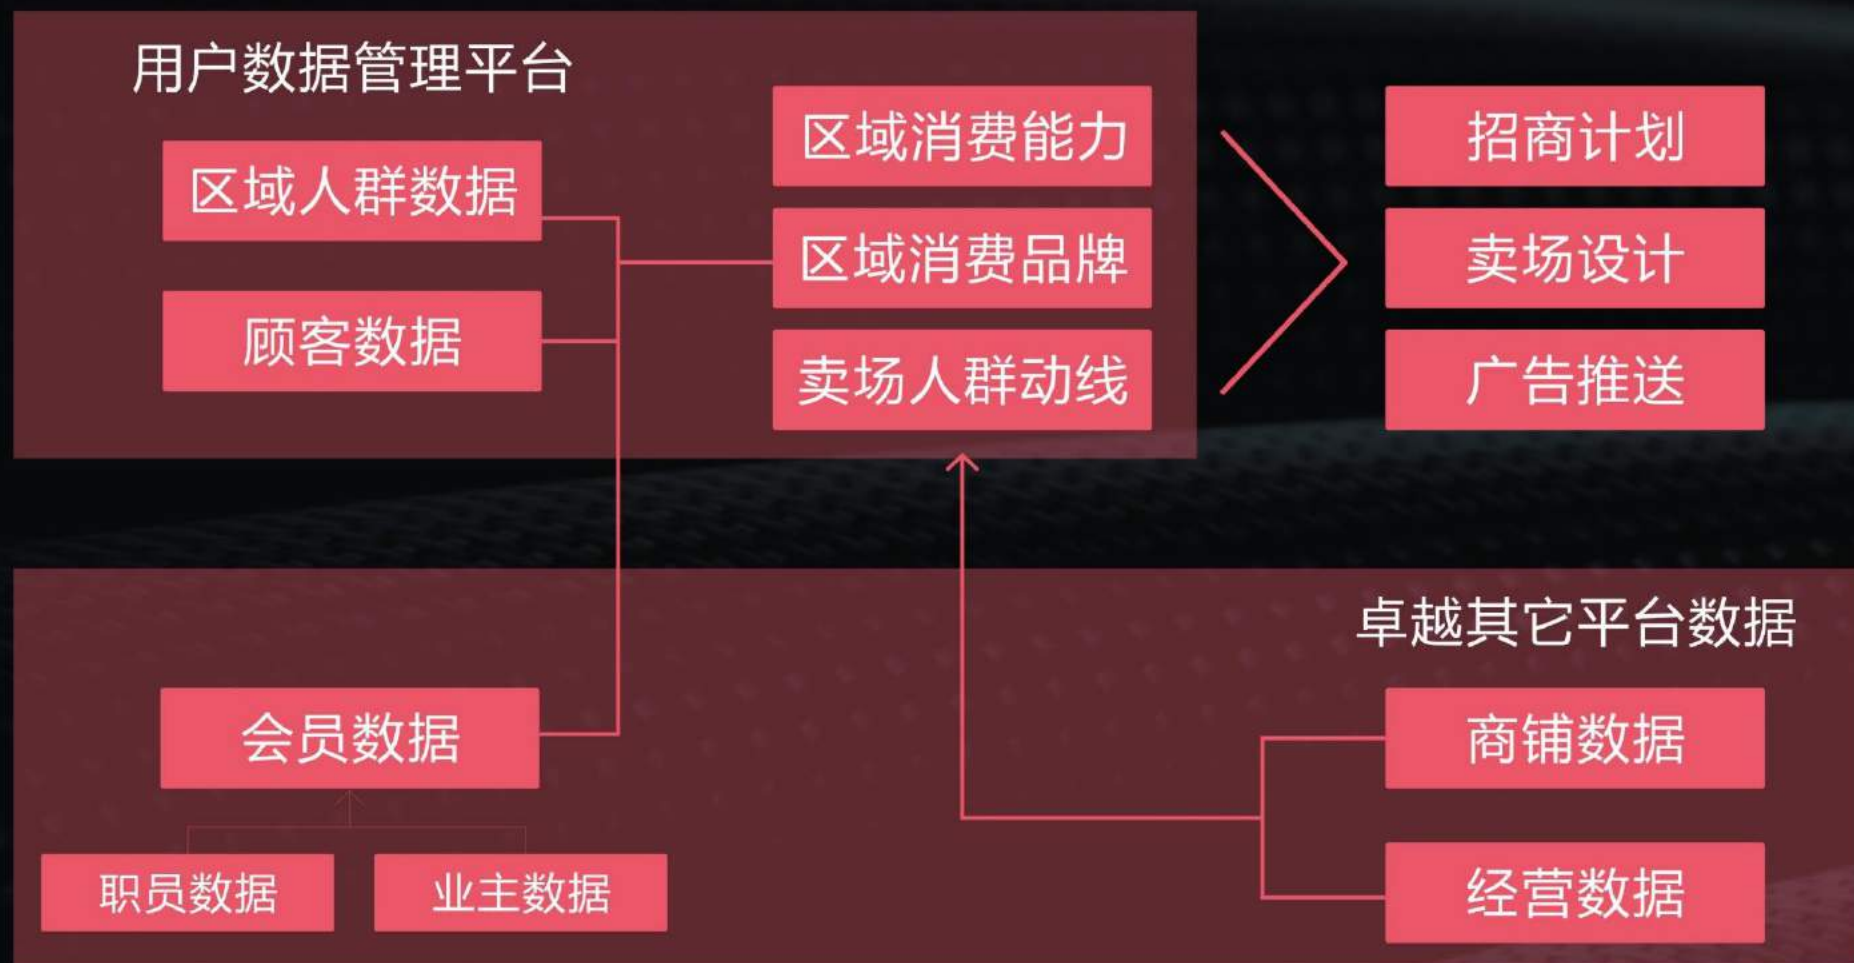 用户数据管理平台
区域人群数据
顾客数据
区域消费能力
区域消费品牌
卖场人群动线
招商计划
卖场设计
广告推送
卓越其它平台数据
会员数据
职员数据
业主数据
商铺数据
经营数据